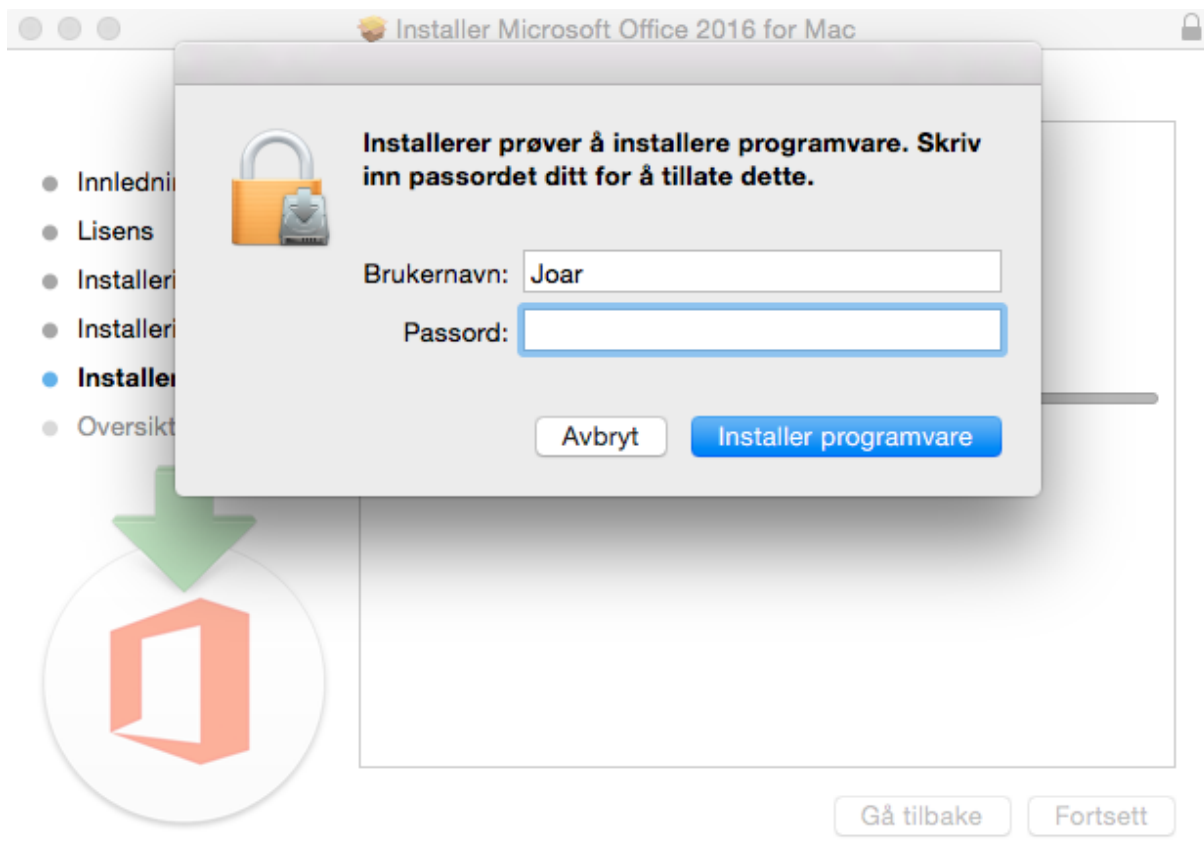 Installer Microsoft Office 2016 for Mac
Installerer prøver å installere programvare. Skriv
inn passordet ditt for å tillate dette.
Brukernavn: Joar
Passord:
Avbryt Installer programvare
Lisens
Oversikt
Gå tilbake Fortsett